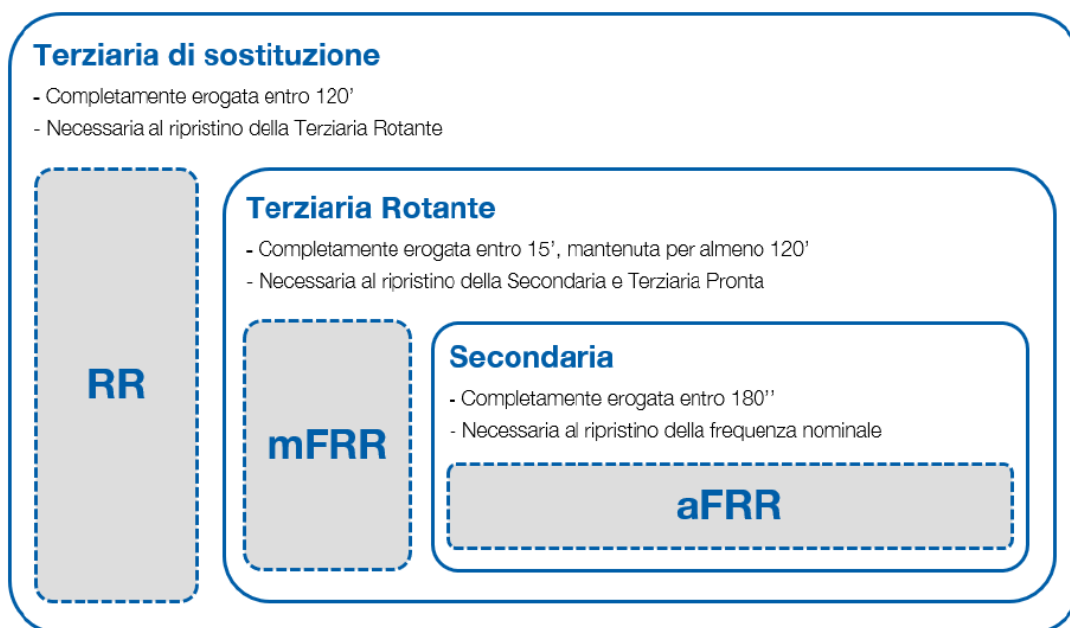 Terziaria di sostituzione
- Completamente erogata entro 120’
- Necessaria al ripristino della Terziaria Rotante
RR
Terziaria Rotante
- Completamente erogata entro 15’, mantenuta per almeno 120’
- Necessaria al ripristino della Secondaria e Terziaria Pronta
mFRR
Secondaria
- Completamente erogata entro 180’’
- Necessaria al ripristino della frequenza nominale
aFRR